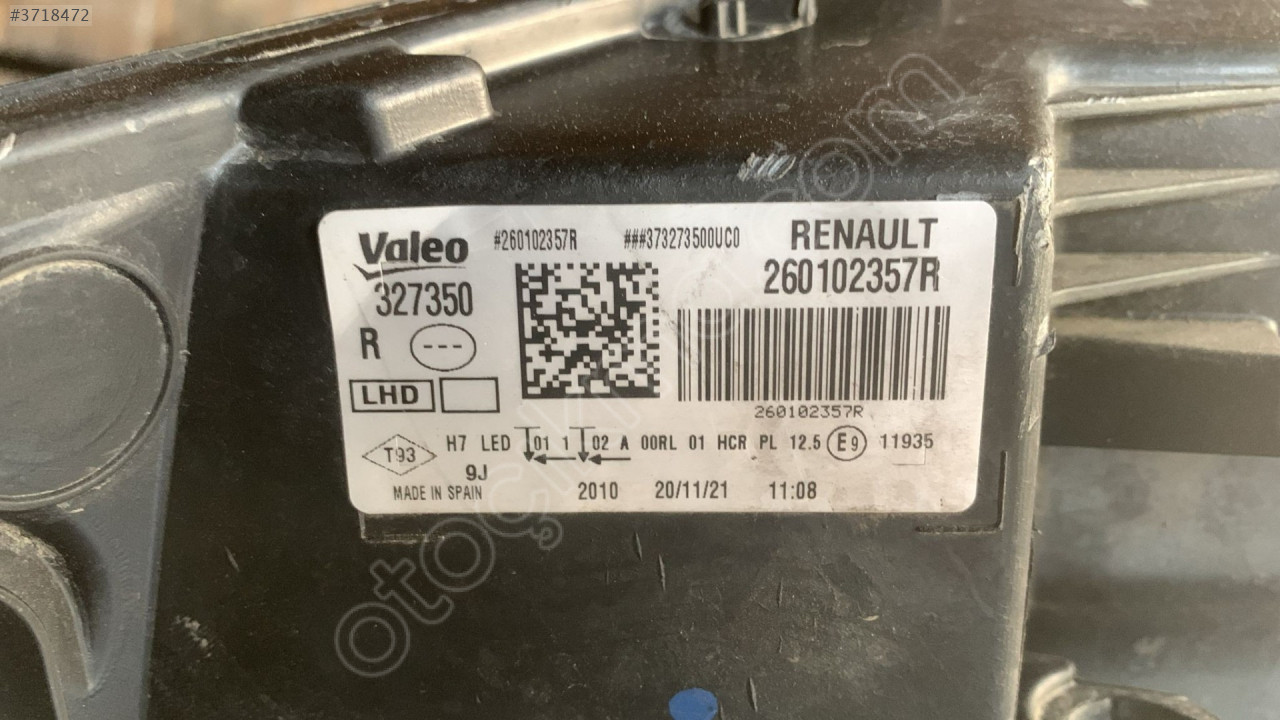 #3718472
Valeo #260102357R ###373273500UC0 RENAULT
327350 260102357R
R ---
LHD
260102357R
T93 H7 LED 01 1 02 A 00RL 01 HCR PL 12.5 E9 11935
9J
MADE IN SPAIN 2010 20/11/21 11:08
otoçıkma.com